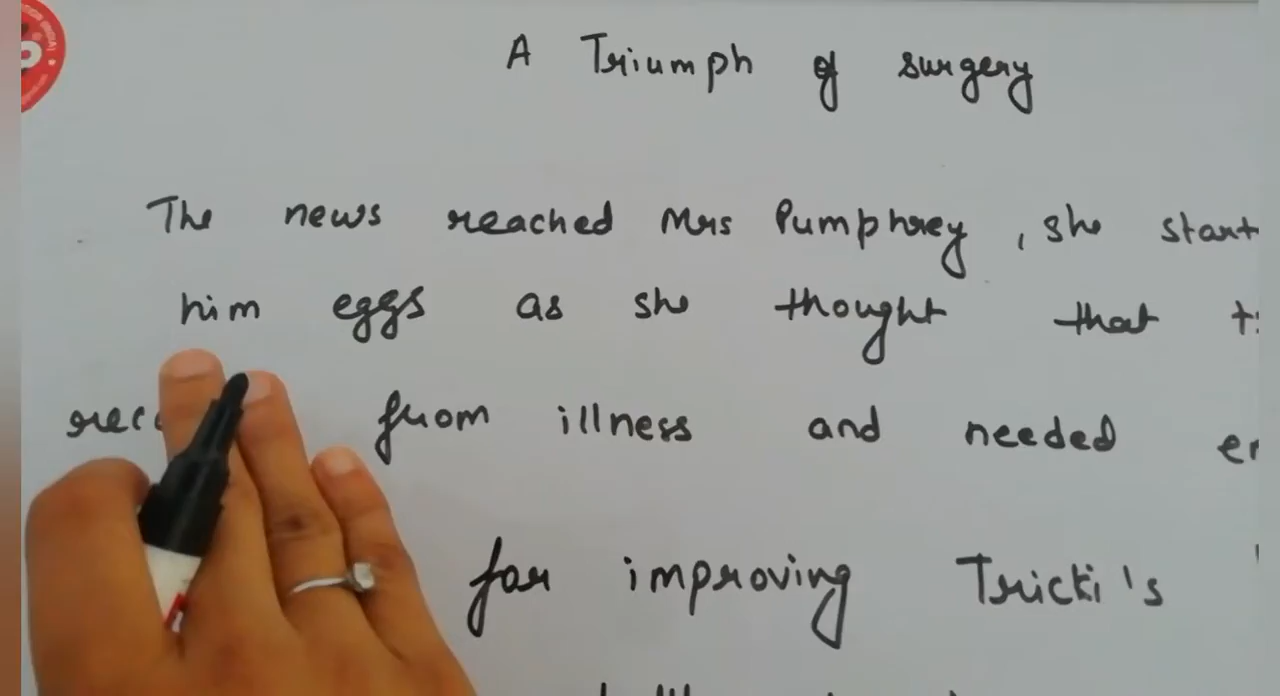 A Triumph of surgery
The news reached Mrs Pumphrey , she start
him eggs as she thought that
from illness and needed
for improving Tricki's